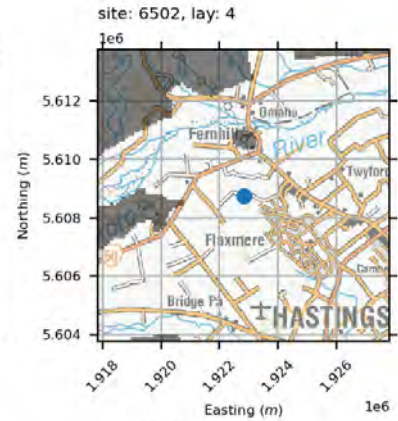 site: 6502, lay: 4
1e6
5.612
Omahu
Fernhill
River
5.610
Twyford
Northing (m)
5.608
Flaxmere
50
5.606
Bridge Pa
HASTINGS
5.604
1.918
1.920
1.922
1.924
1.926
Easting (m)
1e6